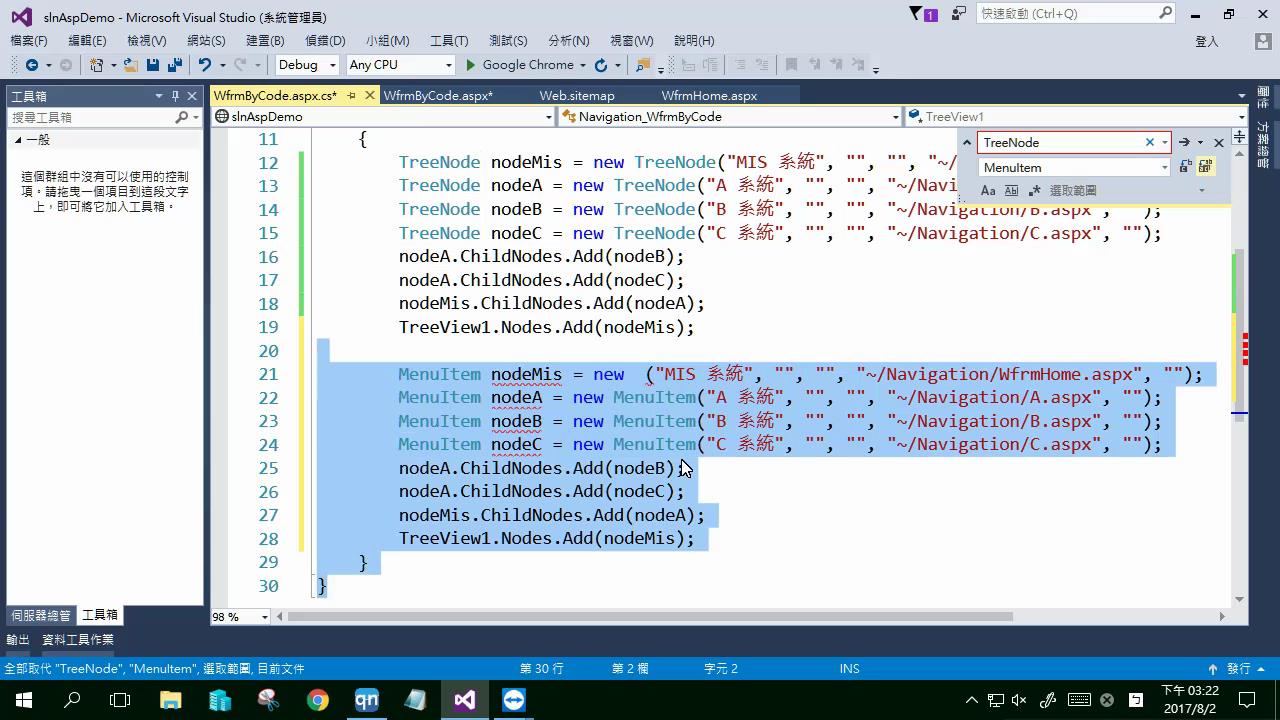 slnAspDemo - Microsoft Visual Studio (系統管理員)
1
快速啟動 (Ctrl+Q)
檔案(F) 編輯(E) 檢視(V) 網站(S) 建置(B) 偵錯(D) 小組(M) 工具(T) 測試(S) 分析(N) 視窗(W) 說明(H)
登入
Debug Any CPU Google Chrome
工具箱
WfrmByCode.aspx.cs* WfrmByCode.aspx* Web.sitemap WfrmHome.aspx
搜尋工具箱
slnAspDemo Navigation_WfrmByCode TreeView1
屬性
方案總管
一般
這個群組中沒有可以使用的控制
項。請拖曳一個項目到這段文字
上，即可將它加入工具箱。
TreeNode
MenuItem
Aa Ab 選取範圍
11 {
12 TreeNode nodeMis = new TreeNode("MIS 系統", "", "", "~/
13 TreeNode nodeA = new TreeNode("A 系統", "", "",
14 TreeNode nodeB = new TreeNode("B 系統", "", "", "~/Navigation/B.aspx", "");
15 TreeNode nodeC = new TreeNode("C 系統", "", "", "~/Navigation/C.aspx", "");
16 nodeA.ChildNodes.Add(nodeB);
17 nodeA.ChildNodes.Add(nodeC);
18 nodeMis.ChildNodes.Add(nodeA);
19 TreeView1.Nodes.Add(nodeMis);
20
21 MenuItem nodeMis = new  ("MIS 系統", "", "", "~/Navigation/WfrmHome.aspx", "");
22 MenuItem nodeA = new MenuItem("A 系統", "", "", "~/Navigation/A.aspx", "");
23 MenuItem nodeB = new MenuItem("B 系統", "", "", "~/Navigation/B.aspx", "");
24 MenuItem nodeC = new MenuItem("C 系統", "", "", "~/Navigation/C.aspx", "");
25 nodeA.ChildNodes.Add(nodeB);
26 nodeA.ChildNodes.Add(nodeC);
27 nodeMis.ChildNodes.Add(nodeA);
28 TreeView1.Nodes.Add(nodeMis);
29 }
30 }
伺服器總管 工具箱
98 %
輸出 資料工具作業
全部取代 "TreeNode", "MenuItem", 選取範圍, 目前文件 第 30 行 第 2 欄 字元 2 INS 發行
qn
下午 03:22
2017/8/2